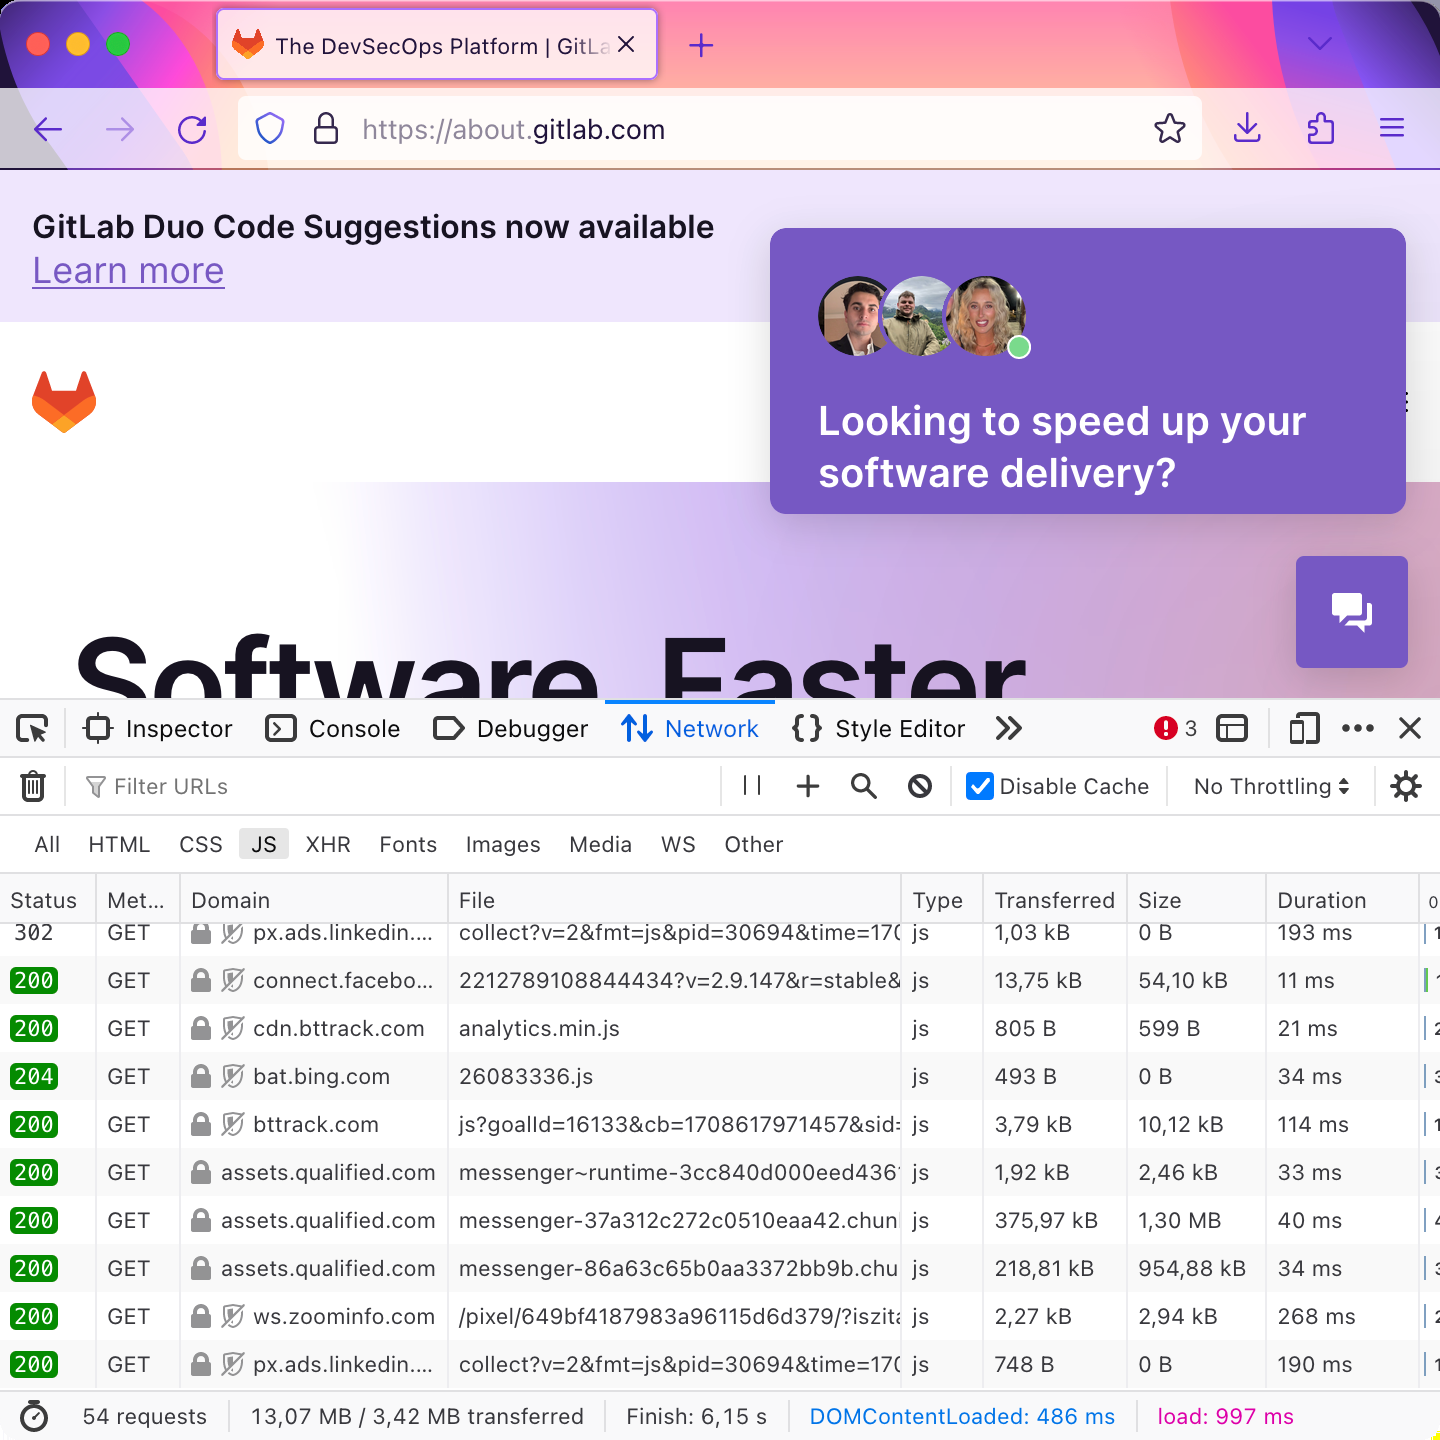 The DevSecOps Platform | GitLa
https://about.gitlab.com
GitLab Duo Code Suggestions now available
Learn more
Looking to speed up your
software delivery?
Software. Faster
Inspector Console Debugger Network Style Editor 3
Filter URLs Disable Cache No Throttling
All HTML CSS JS XHR Fonts Images Media WS Other
Status Met... Domain File Type Transferred Size Duration 0
302 GET px.ads.linkedin.... collect?v=2&fmt=js&pid=30694&time=170 js 1,03 kB 0 B 193 ms
200 GET connect.facebo... 2212789108844434?v=2.9.147&r=stable& js 13,75 kB 54,10 kB 11 ms
200 GET cdn.bttrack.com analytics.min.js js 805 B 599 B 21 ms
204 GET bat.bing.com 26083336.js js 493 B 0 B 34 ms
200 GET bttrack.com js?goalId=16133&cb=1708617971457&sid= js 3,79 kB 10,12 kB 114 ms
200 GET assets.qualified.com messenger~runtime-3cc840d000eed436 js 1,92 kB 2,46 kB 33 ms
200 GET assets.qualified.com messenger-37a312c272c0510eaa42.chun js 375,97 kB 1,30 MB 40 ms
200 GET assets.qualified.com messenger-86a63c65b0aa3372bb9b.chu js 218,81 kB 954,88 kB 34 ms
200 GET ws.zoominfo.com /pixel/649bf4187983a96115d6d379/?iszita js 2,27 kB 2,94 kB 268 ms
200 GET px.ads.linkedin.... collect?v=2&fmt=js&pid=30694&time=170 js 748 B 0 B 190 ms
54 requests 13,07 MB / 3,42 MB transferred Finish: 6,15 s DOMContentLoaded: 486 ms load: 997 ms